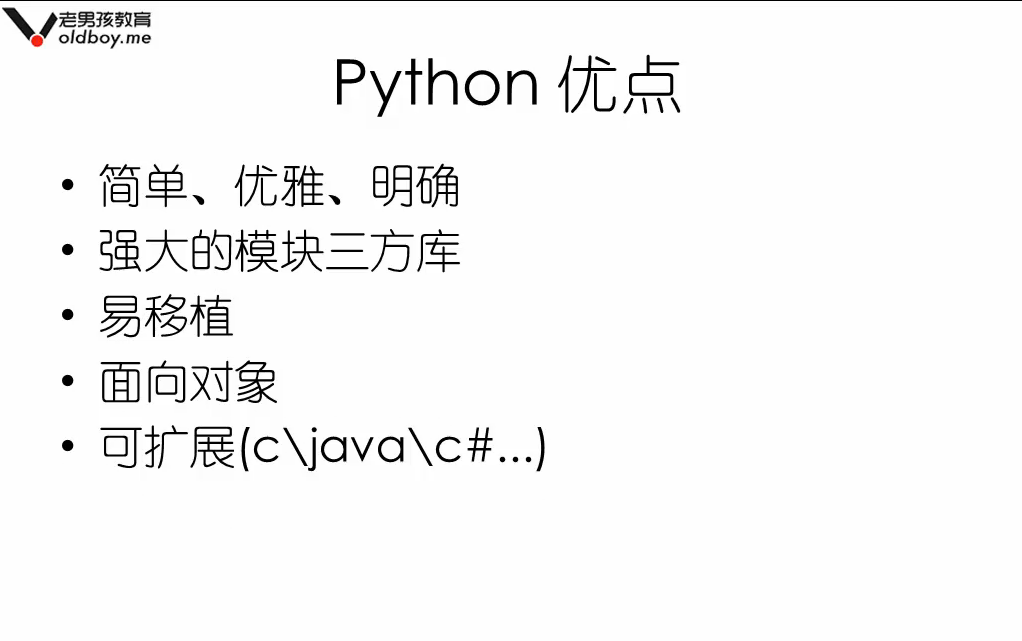 老男孩教育
oldboy.me
Python 优点
• 简单、优雅、明确
• 强大的模块三方库
• 易移植
• 面向对象
• 可扩展(c\java\c#...)